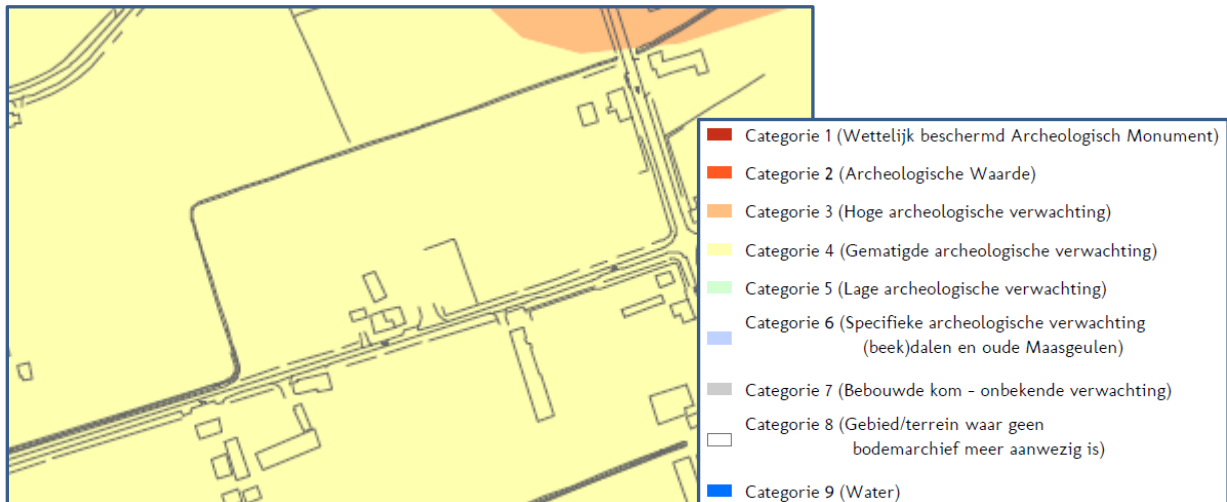 Categorie 1 (Wettelijk beschermd Archeologisch Monument)
Categorie 2 (Archeologische Waarde)
Categorie 3 (Hoge archeologische verwachting)
Categorie 4 (Gematigde archeologische verwachting)
Categorie 5 (Lage archeologische verwachting)
Categorie 6 (Specifieke archeologische verwachting
(beek)dalen en oude Maasgeulen)
Categorie 7 (Bebouwde kom - onbekende verwachting)
Categorie 8 (Gebied/terrein waar geen
bodemarchief meer aanwezig is)
Categorie 9 (Water)